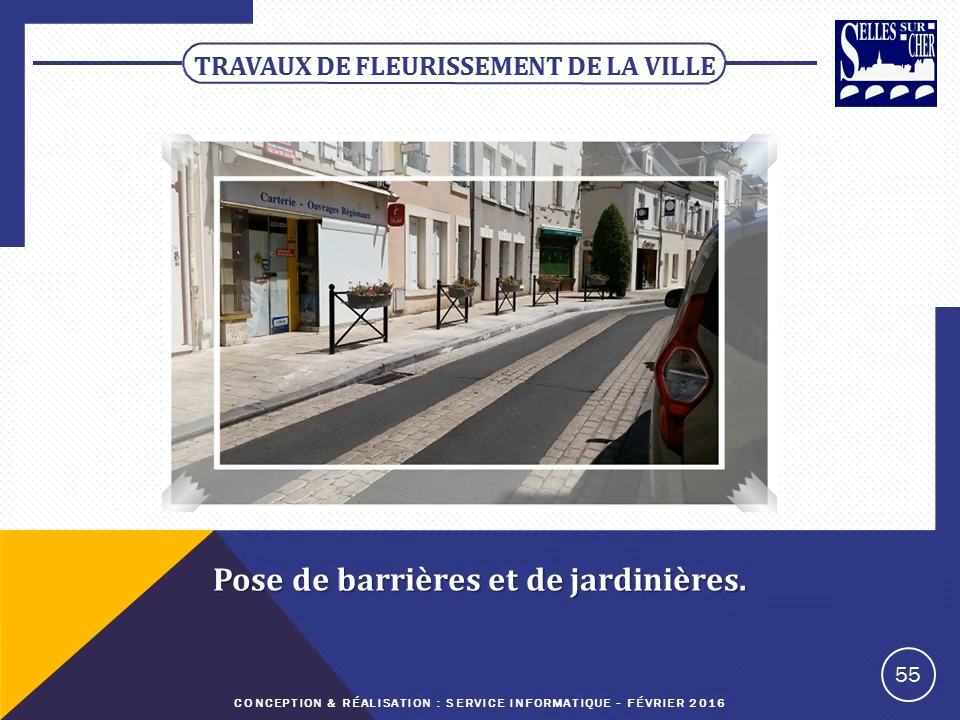 TRAVAUX DE FLEURISSEMENT DE LA VILLE
SELLES SUR
CHER
Carterie - Ouvrages Régionaux
Pose de barrières et de jardinières.
55
CONCEPTION & RÉALISATION : SERVICE INFORMATIQUE - FÉVRIER 2016